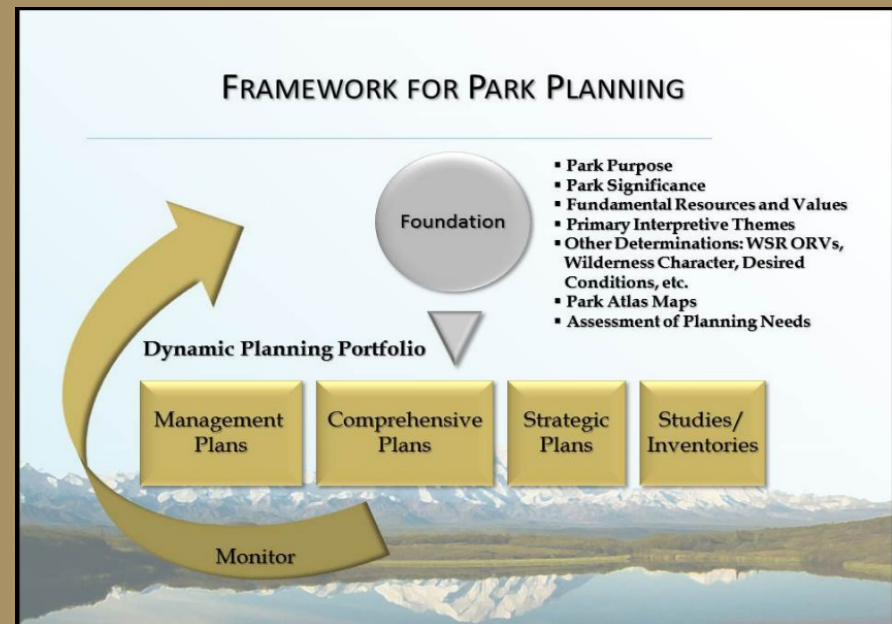 FRAMEWORK FOR PARK PLANNING
Foundation
▪ Park Purpose
▪ Park Significance
▪ Fundamental Resources and Values
▪ Primary Interpretive Themes
▪ Other Determinations: WSR ORVs,
Wilderness Character, Desired
Conditions, etc.
▪ Park Atlas Maps
▪ Assessment of Planning Needs
Dynamic Planning Portfolio
Management
Plans
Comprehensive
Plans
Strategic
Plans
Studies/
Inventories
Monitor